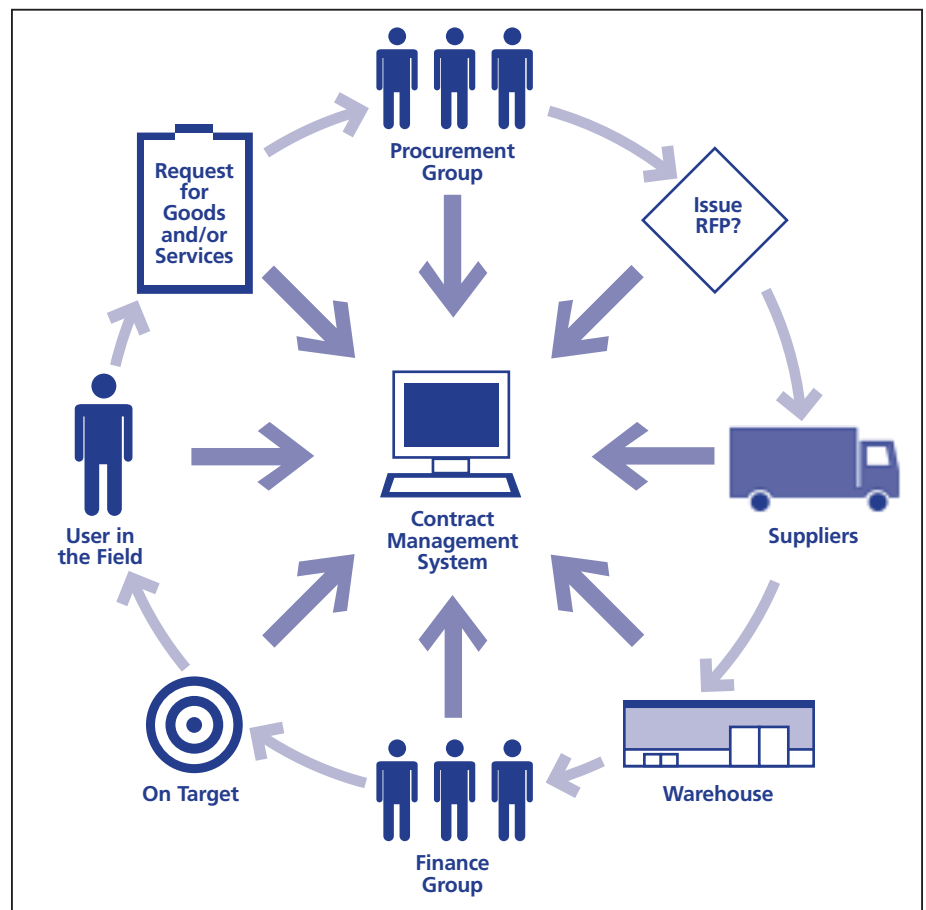 Procurement
Group
Request
for
Goods
and/or
Services
Issue
RFP?
User in
the Field
Contract
Management
System
Suppliers
On Target
Warehouse
Finance
Group